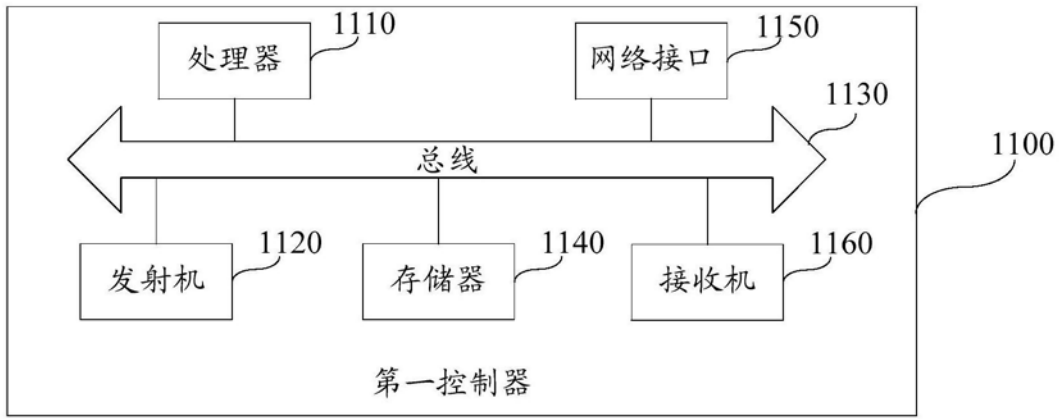 1110
处理器
1150
网络接口
1130
总线
1100
1120
发射机
1140
存储器
1160
接收机
第一控制器